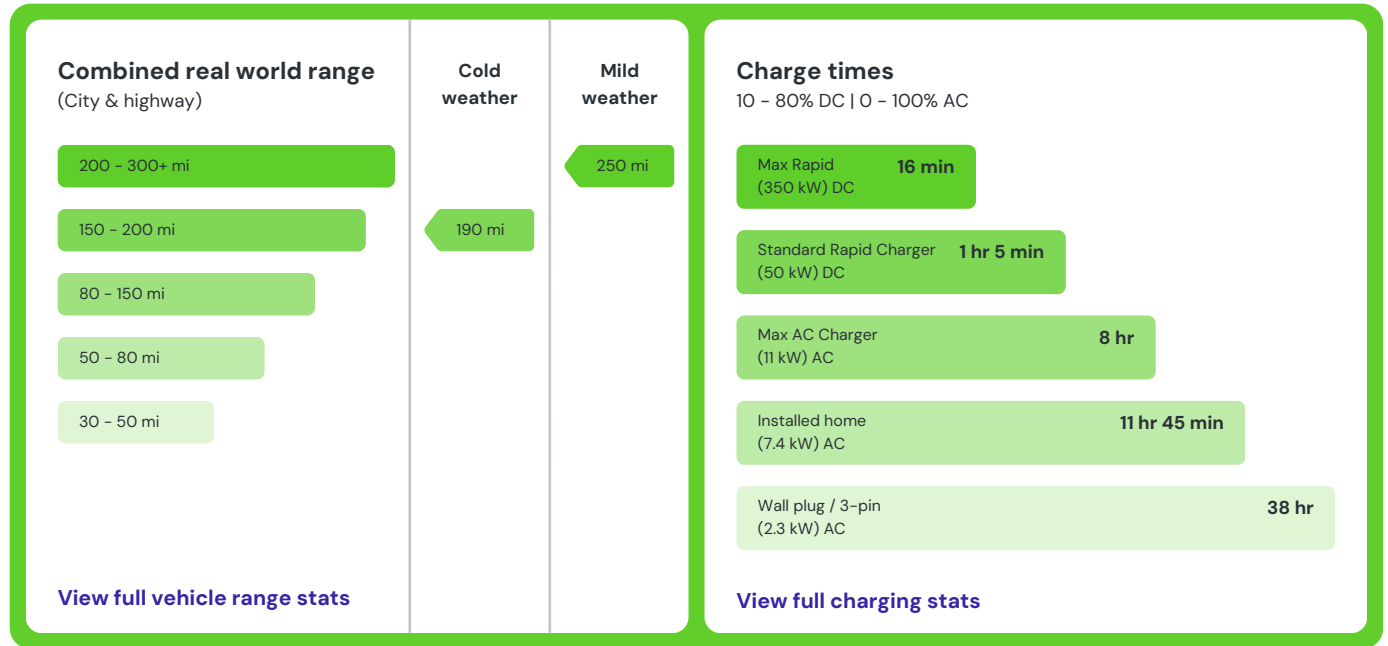 Combined real world range
(City & highway)
Cold
weather
Mild
weather
200 - 300+ mi
250 mi
150 - 200 mi
190 mi
80 - 150 mi
50 - 80 mi
30 - 50 mi
View full vehicle range stats
Charge times
10 - 80% DC | 0 - 100% AC
Max Rapid
(350 kW) DC
16 min
Standard Rapid Charger
(50 kW) DC
1 hr 5 min
Max AC Charger
(11 kW) AC
8 hr
Installed home
(7.4 kW) AC
11 hr 45 min
Wall plug / 3-pin
(2.3 kW) AC
38 hr
View full charging stats